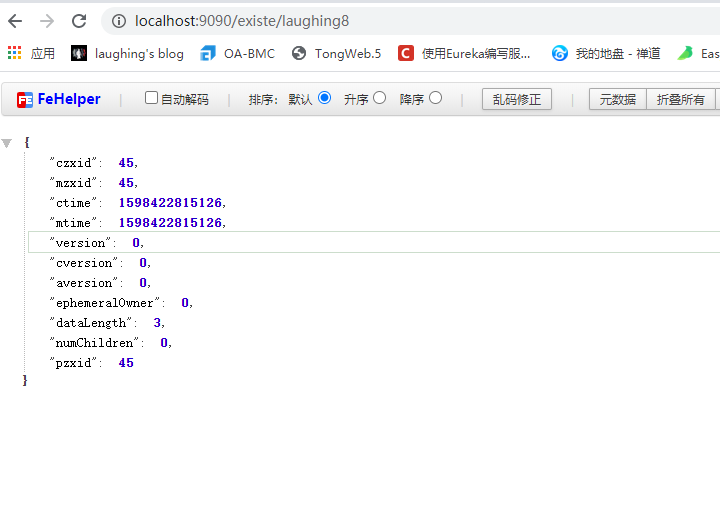 localhost:9090/existe/laughing8
应用 laughing's blog OA-BMC TongWeb.5 使用Eureka编写服... 我的地盘 - 禅道 Eas
FE FeHelper | 自动解码 | 排序: 默认 升序 降序 | 乱码修正 | 元数据 折叠所有
{
"czxid": 45,
"mzxid": 45,
"ctime": 1598422815126,
"mtime": 1598422815126,
"version": 0,
"cversion": 0,
"aversion": 0,
"ephemeralOwner": 0,
"dataLength": 3,
"numChildren": 0,
"pzxid": 45
}